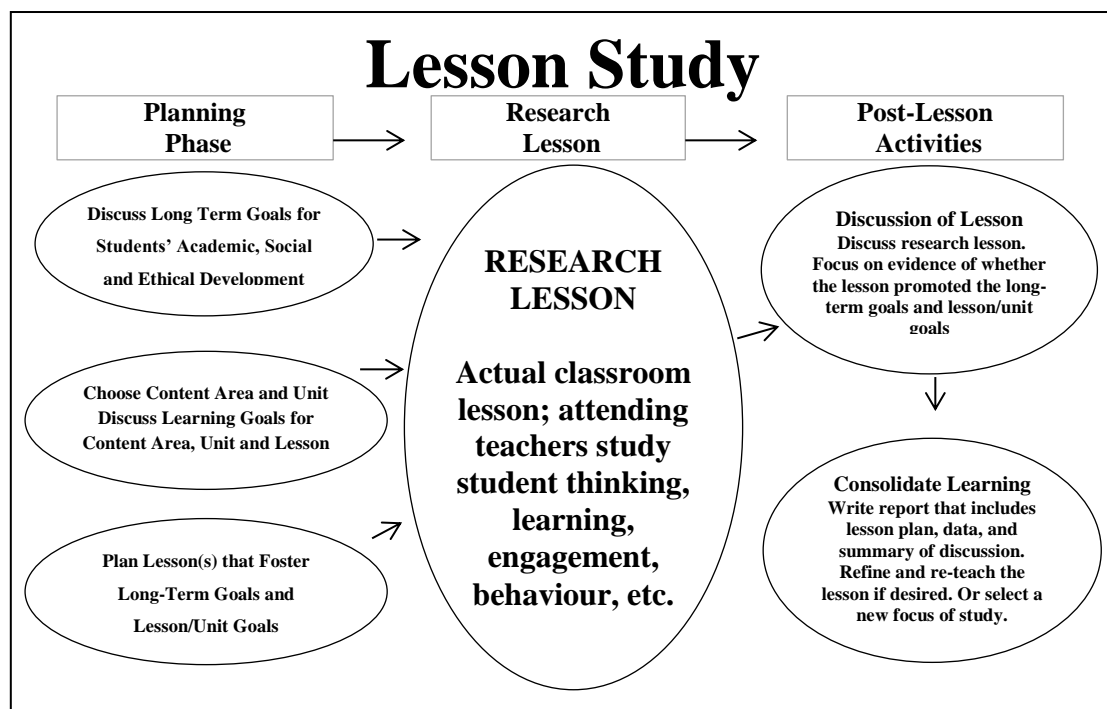 Lesson Study
Planning
Phase
Research
Lesson
Post-Lesson
Activities
Discuss Long Term Goals for
Students’ Academic, Social
and Ethical Development
Choose Content Area and Unit
Discuss Learning Goals for
Content Area, Unit and Lesson
Plan Lesson(s) that Foster
Long-Term Goals and
Lesson/Unit Goals
RESEARCH
LESSON
Actual classroom
lesson; attending
teachers study
student thinking,
learning,
engagement,
behaviour, etc.
Discussion of Lesson
Discuss research lesson.
Focus on evidence of whether
the lesson promoted the long-
term goals and lesson/unit
goals
Consolidate Learning
Write report that includes
lesson plan, data, and
summary of discussion.
Refine and re-teach the
lesson if desired. Or select a
new focus of study.